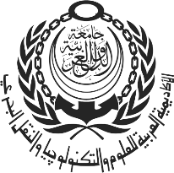 جامعة
الدول العربية
الأكاديمية العربية للعلوم والتكنولوجيا والنقل البحري